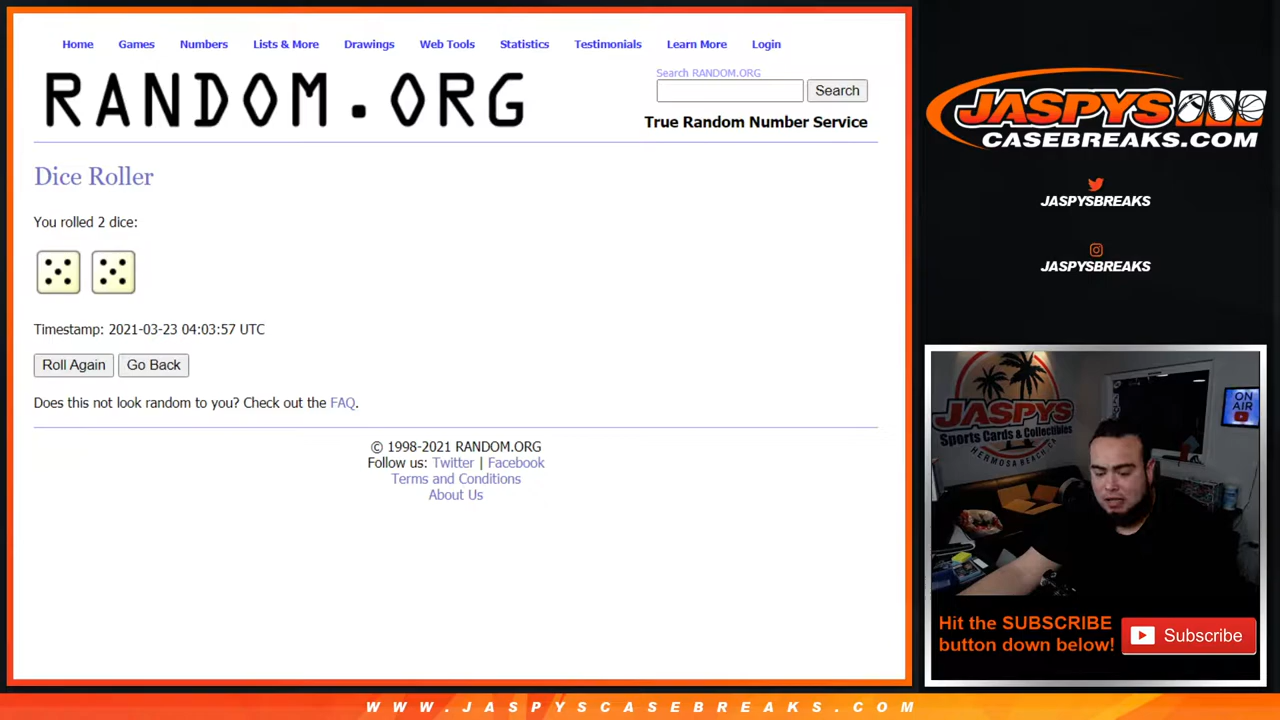 Home Games Numbers Lists & More Drawings Web Tools Statistics Testimonials Learn More Login
RANDOM.ORG
Search RANDOM.ORG
Search
True Random Number Service
Dice Roller
You rolled 2 dice:
Timestamp: 2021-03-23 04:03:57 UTC
Roll Again Go Back
Does this not look random to you? Check out the FAQ.
© 1998-2021 RANDOM.ORG
Follow us: Twitter | Facebook
Terms and Conditions
About Us
JASPYS
CASEBREAKS.COM
JASPYSBREAKS
JASPYSBREAKS
JASPYS
Sports Cards & Collectibles
HERMOSA BEACH, CA
ON
AIR
Hit the SUBSCRIBE
button down below!
Subscribe
WWW.JASPYSCASEBREAKS.COM